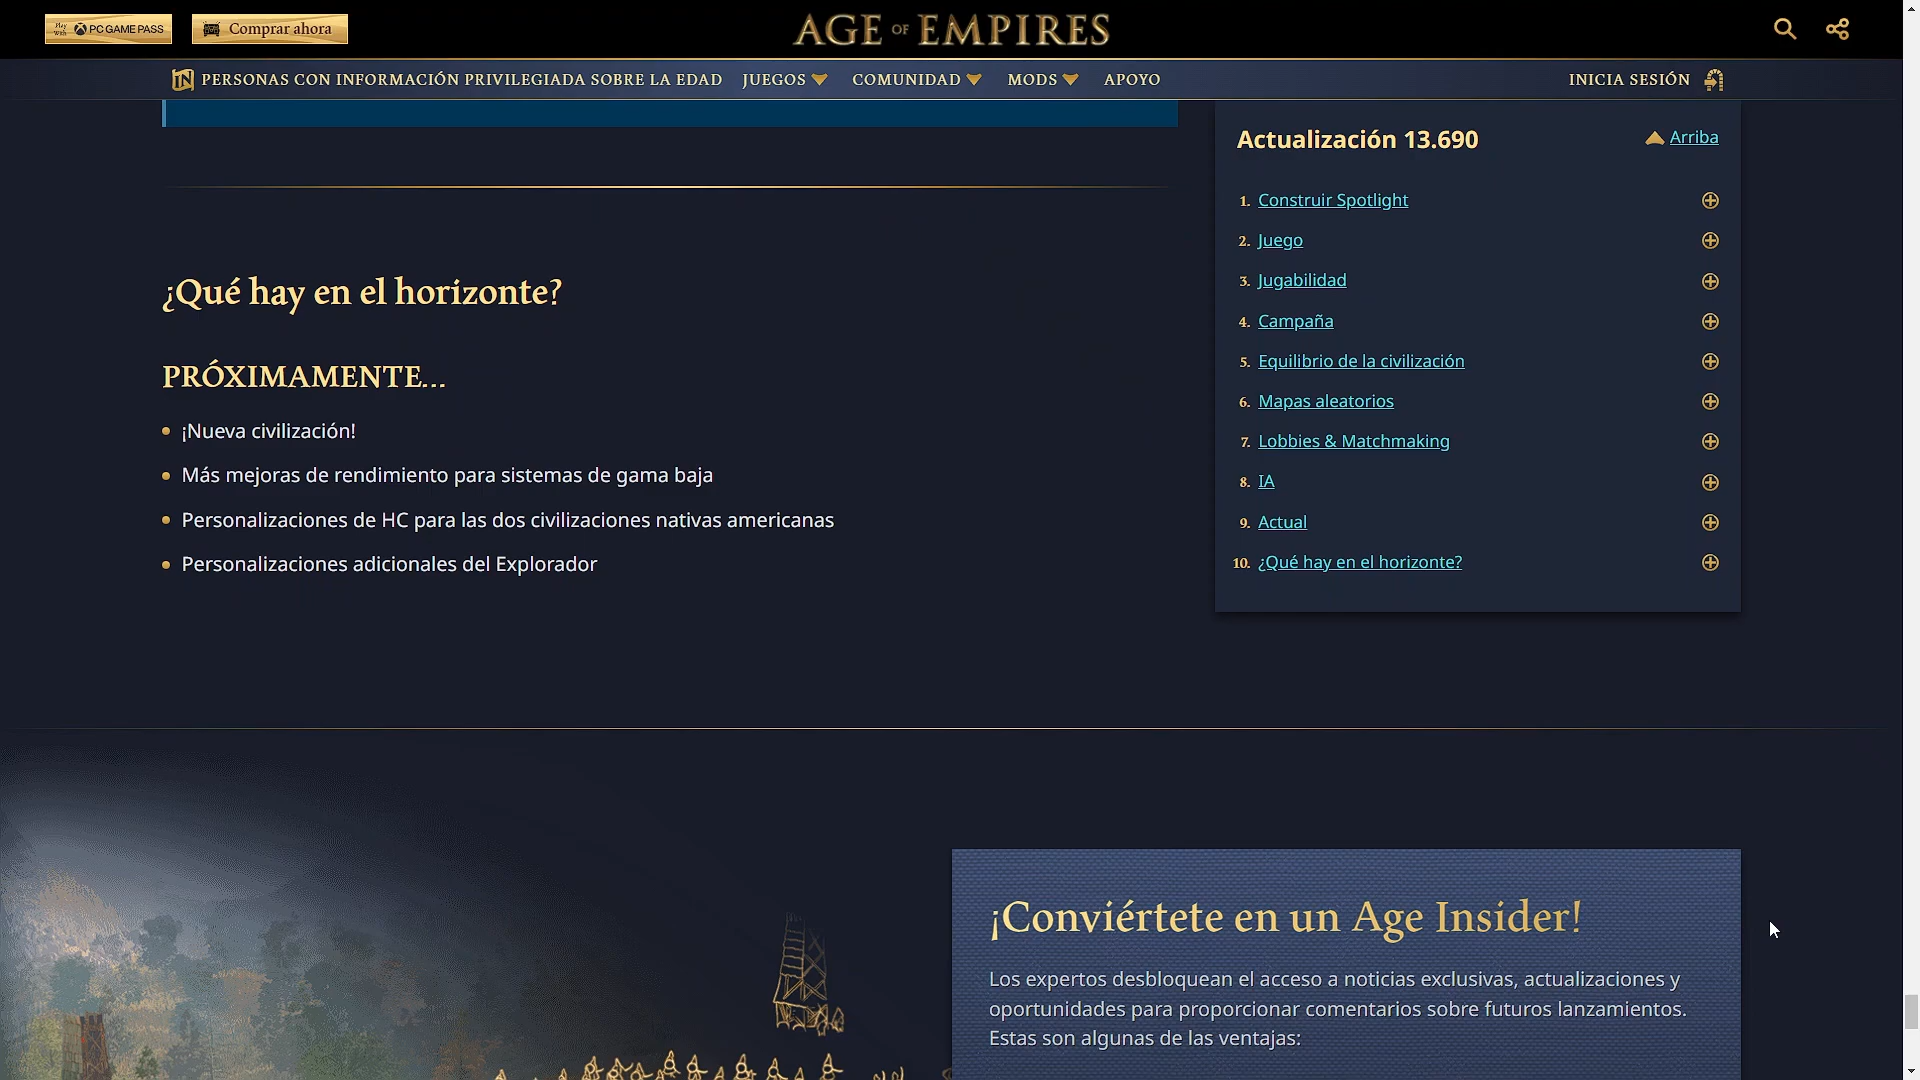 Play With PC GAME PASS
Comprar ahora
AGE OF EMPIRES
PERSONAS CON INFORMACIÓN PRIVILEGIADA SOBRE LA EDAD
JUEGOS
COMUNIDAD
MODS
APOYO
INICIA SESIÓN
¿Qué hay en el horizonte?
PRÓXIMAMENTE...
• ¡Nueva civilización!
• Más mejoras de rendimiento para sistemas de gama baja
• Personalizaciones de HC para las dos civilizaciones nativas americanas
• Personalizaciones adicionales del Explorador
Actualización 13.690
Arriba
1. Construir Spotlight
2. Juego
3. Jugabilidad
4. Campaña
5. Equilibrio de la civilización
6. Mapas aleatorios
7. Lobbies & Matchmaking
8. IA
9. Actual
10. ¿Qué hay en el horizonte?
¡Conviértete en un Age Insider!
Los expertos desbloquean el acceso a noticias exclusivas, actualizaciones y
oportunidades para proporcionar comentarios sobre futuros lanzamientos.
Estas son algunas de las ventajas: